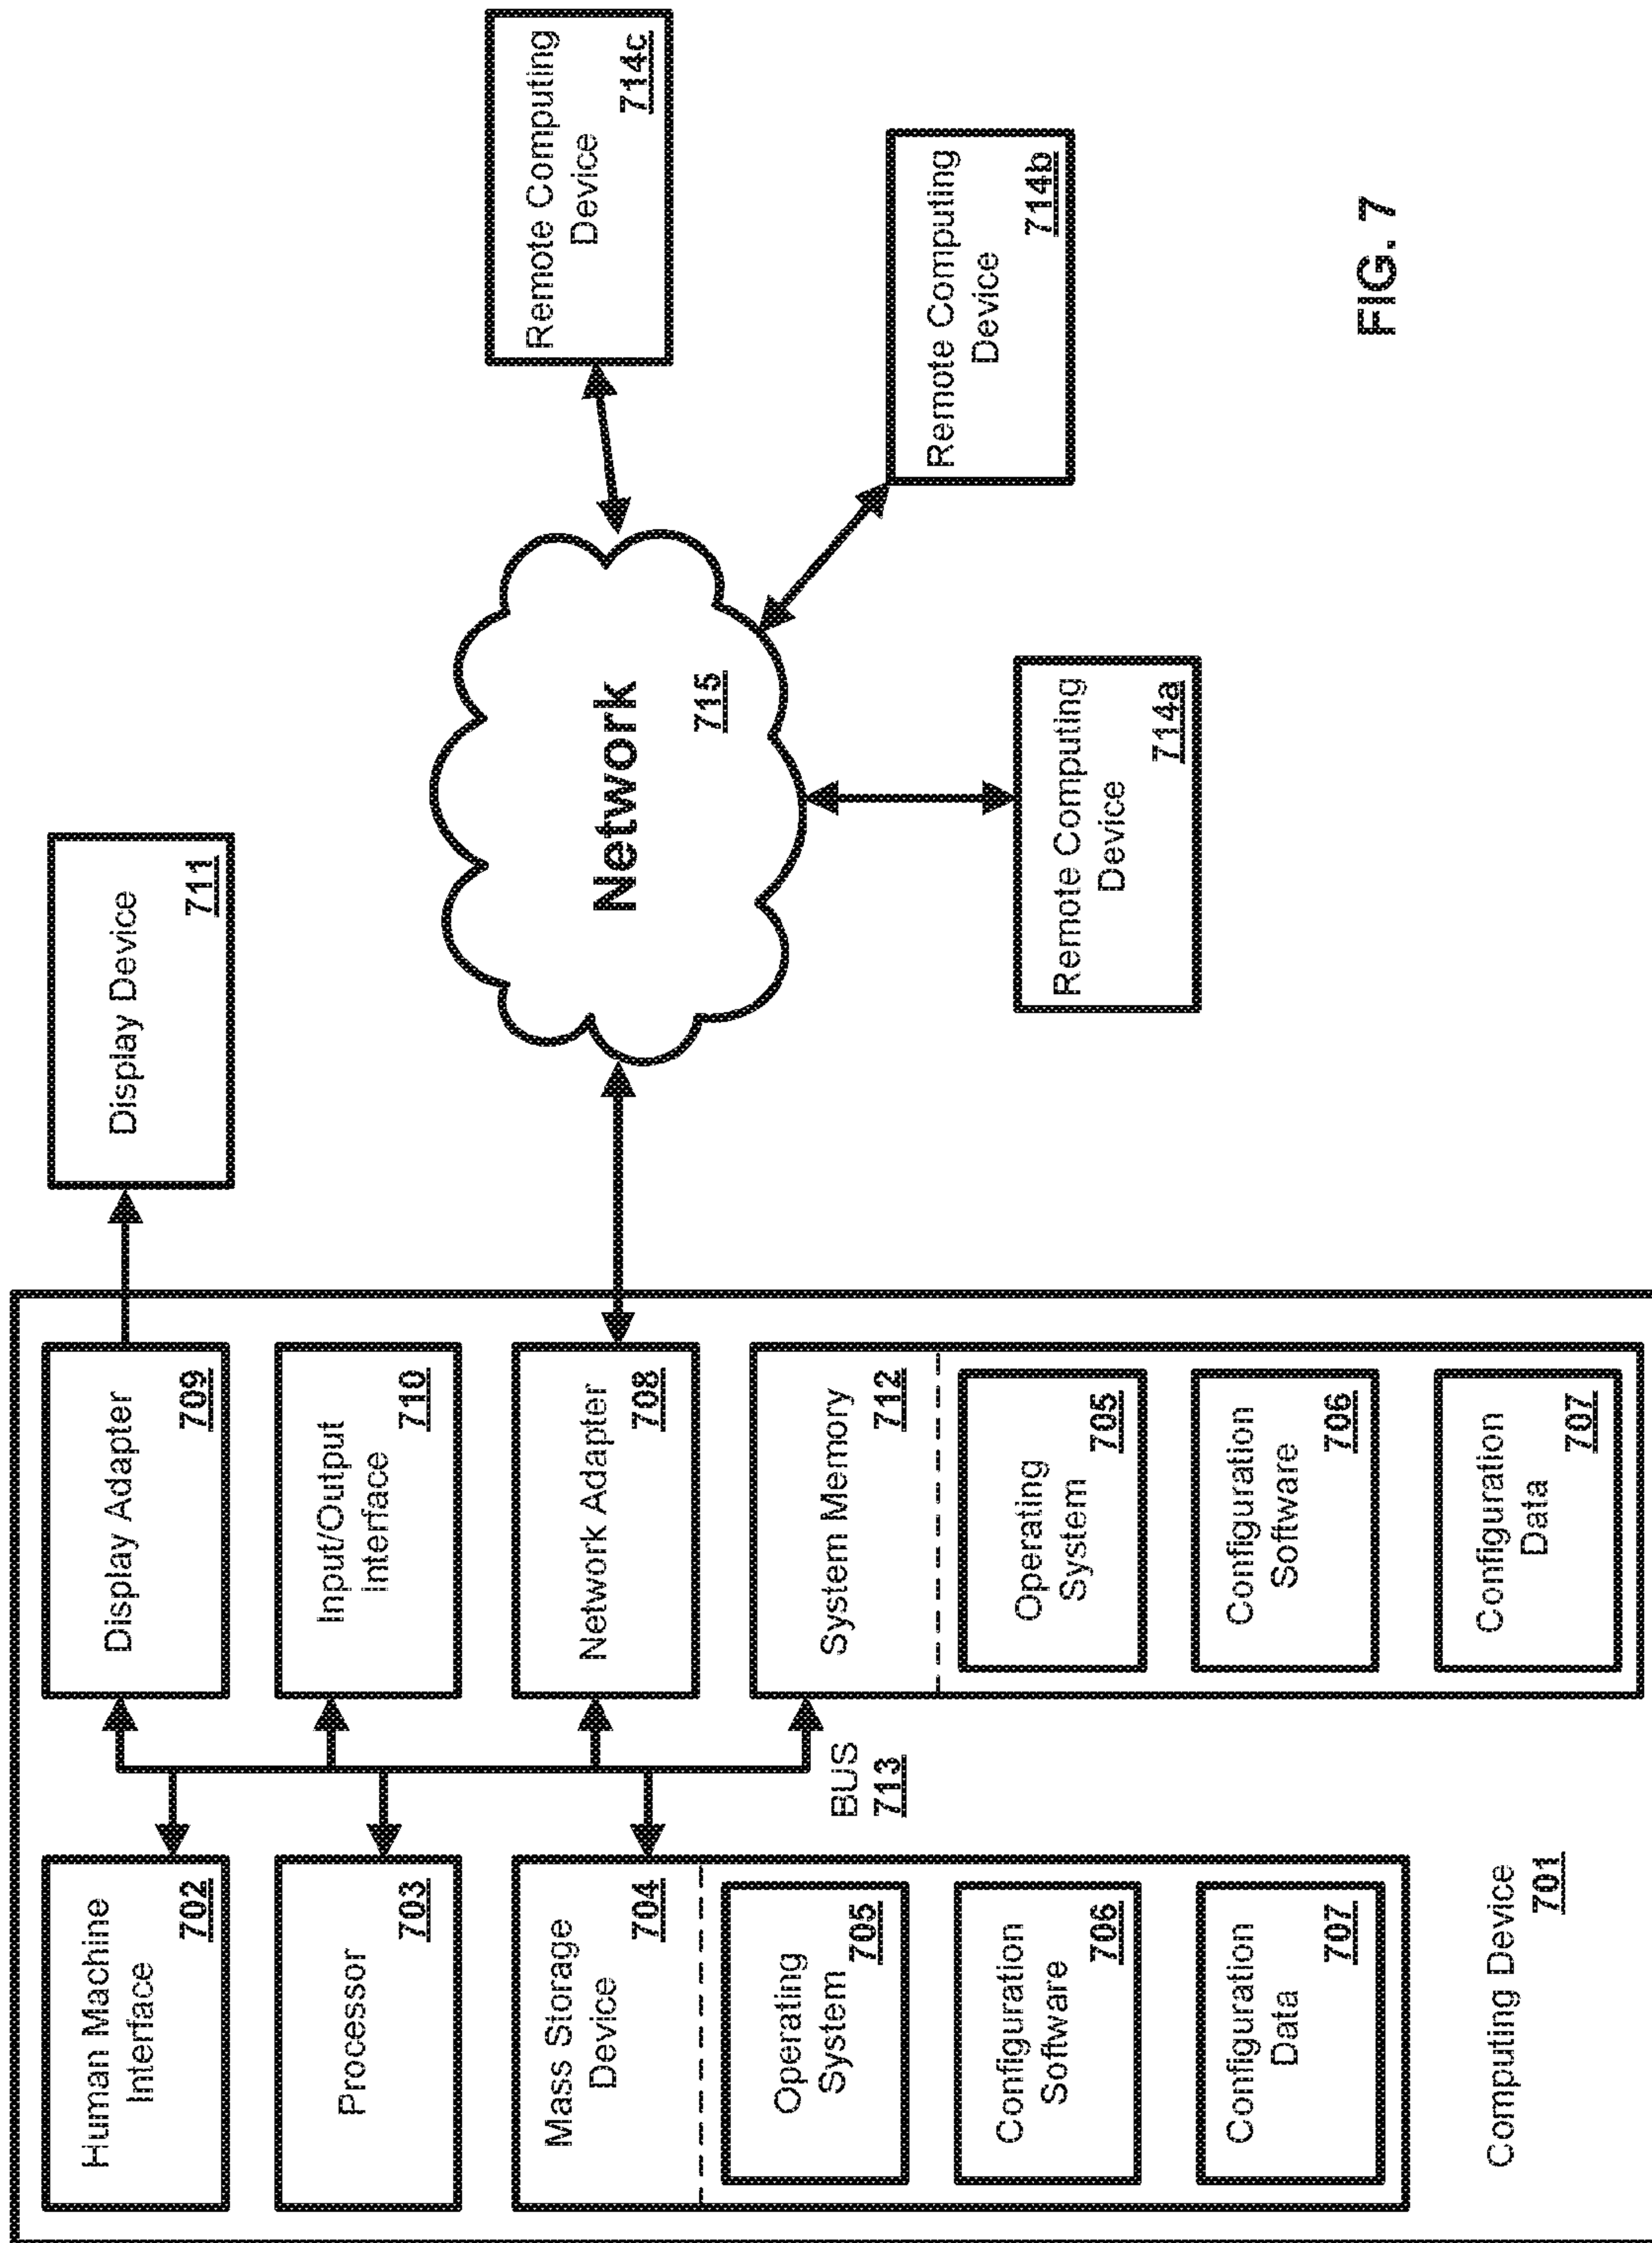 Human Machine
Interface
702
Processor
703
Mass Storage
Device
704
Operating
System
705
Configuration
Software
706
Configuration
Data
707
Computing Device
701
BUS
713
Display Adapter
709
Input/Output
Interface
710
Network Adapter
708
System Memory
712
Operating
System
705
Configuration
Software
706
Configuration
Data
707
Display Device
711
Network
715
Remote Computing
Device
714a
Remote Computing
Device
714b
Remote Computing
Device
714c
FIG. 7